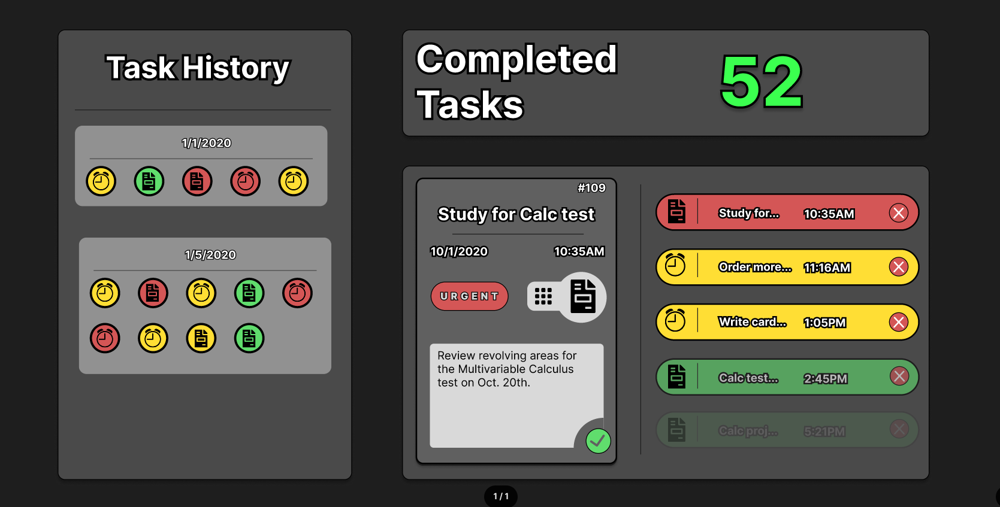 Task History
1/1/2020
1/5/2020
Completed
Tasks
52
#109
Study for Calc test
10/1/2020
10:35AM
URGENT
Review revolving areas for
the Multivariable Calculus
test on Oct. 20th.
Study for... 10:35AM
Order more... 11:16AM
Write card... 1:05PM
Calc test... 2:45PM
Calc proj... 5:21PM
1 / 1